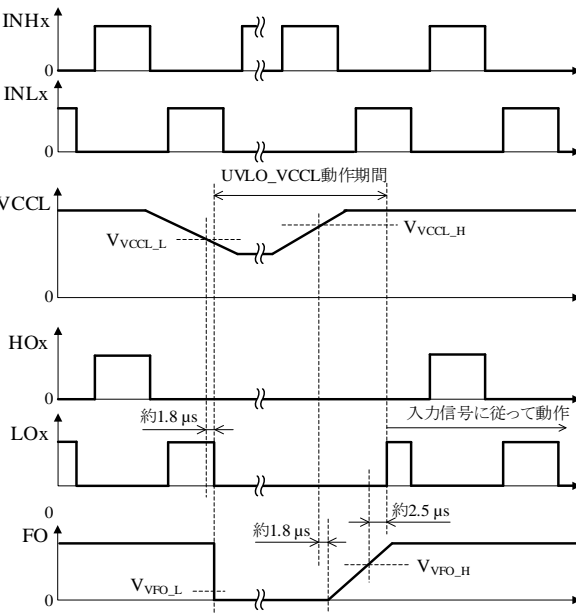 INHx
0
INLx
0
UVLO_VCCL動作期間
VCCL
VVCCL_L
VVCCL_H
0
HOx
0
入力信号に従って動作
約1.8 µs
LOx
0
約2.5 µs
約1.8 µs
FO
VVFO_L
VVFO_H
0